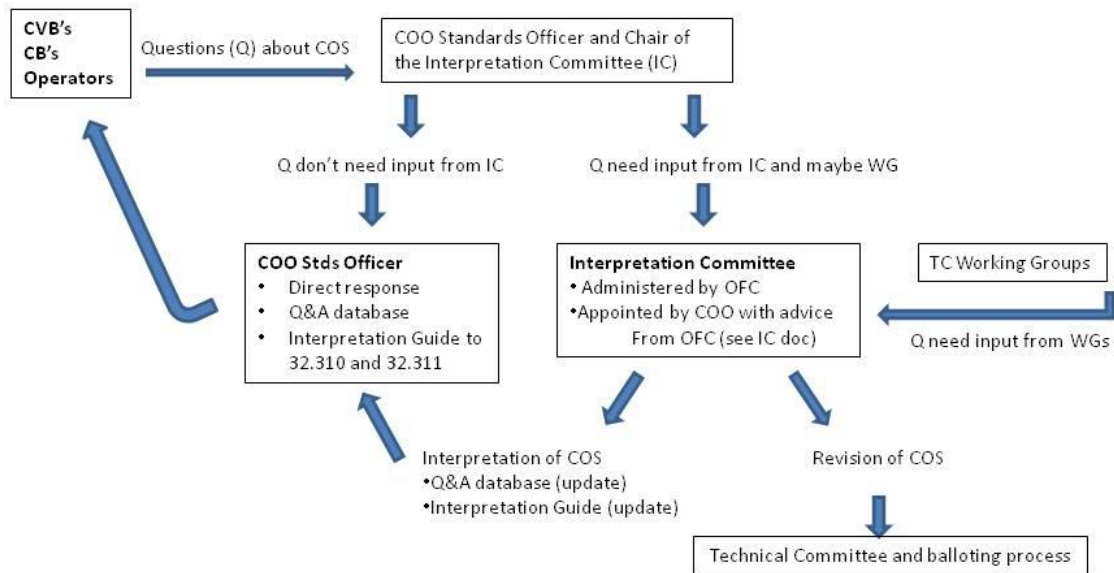 CVB's
CB's
Operators
Questions (Q) about COS
COO Standards Officer and Chair of
the Interpretation Committee (IC)
Q don't need input from IC
Q need input from IC and maybe WG
COO Stds Officer
• Direct response
• Q&A database
• Interpretation Guide to
32.310 and 32.311
Interpretation Committee
•Administered by OFC
•Appointed by COO with advice
From OFC (see IC doc)
TC Working Groups
Q need input from WGs
Interpretation of COS
•Q&A database (update)
•Interpretation Guide (update)
Revision of COS
Technical Committee and balloting process